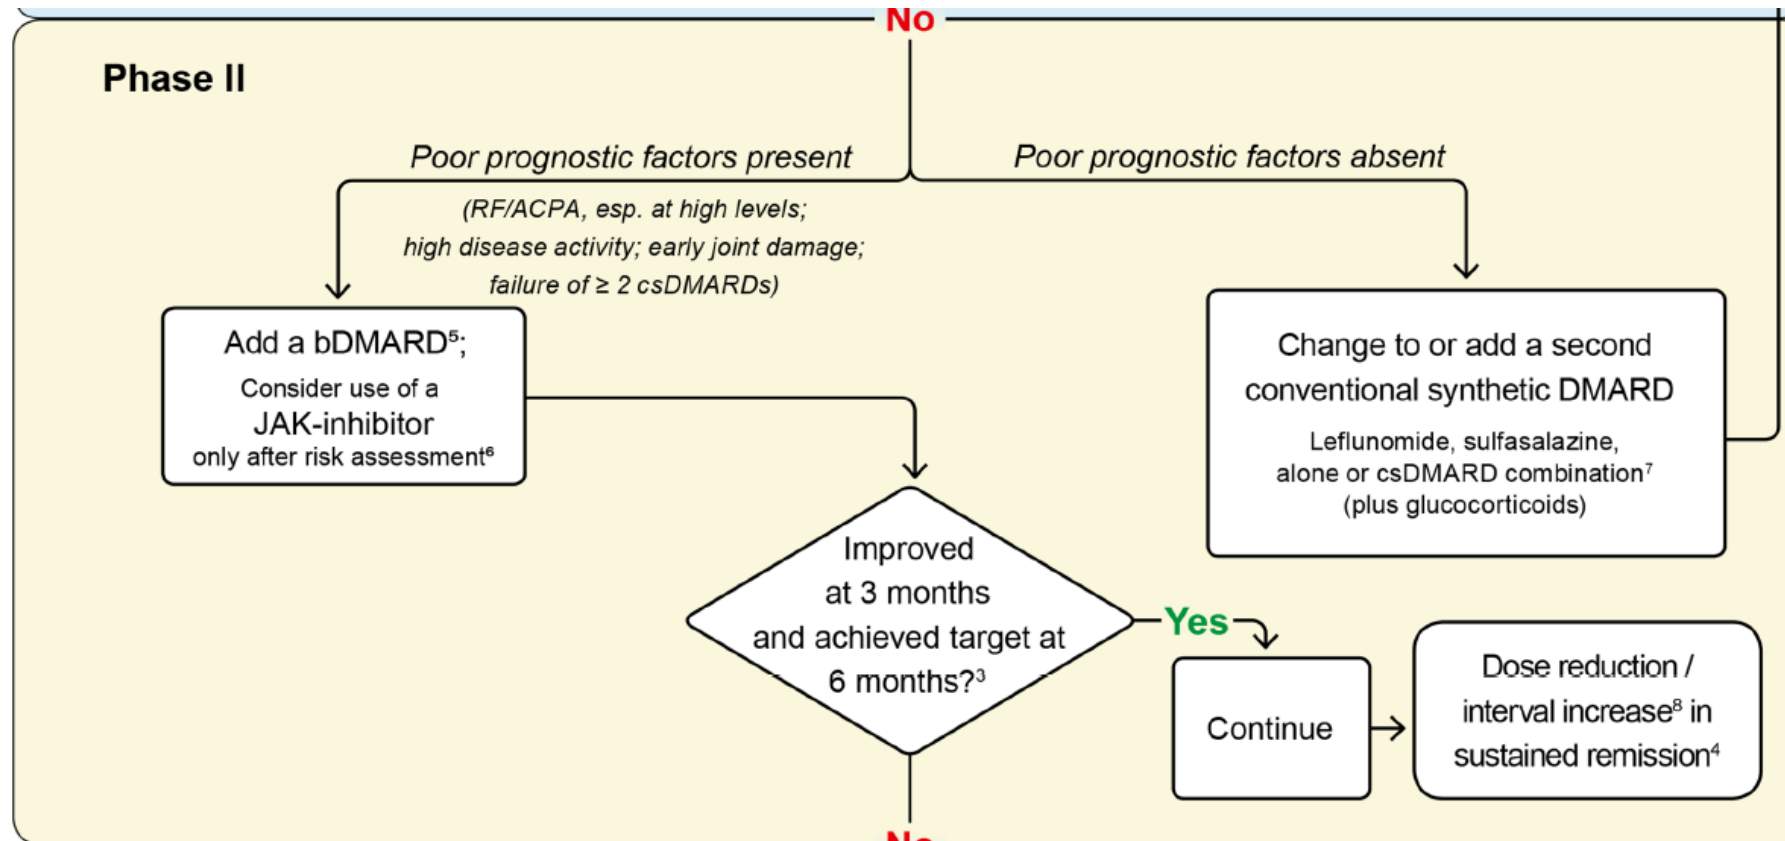 No
Phase II
Poor prognostic factors present
Poor prognostic factors absent
(RF/ACPA, esp. at high levels;
high disease activity; early joint damage;
failure of ≥ 2 csDMARDs)
Add a bDMARD⁵;
Consider use of a
JAK-inhibitor
only after risk assessment⁶
Change to or add a second
conventional synthetic DMARD
Leflunomide, sulfasalazine,
alone or csDMARD combination⁷
(plus glucocorticoids)
Improved
at 3 months
and achieved target at
6 months?³
Yes
Continue
Dose reduction /
interval increase⁸ in
sustained remission⁴
No